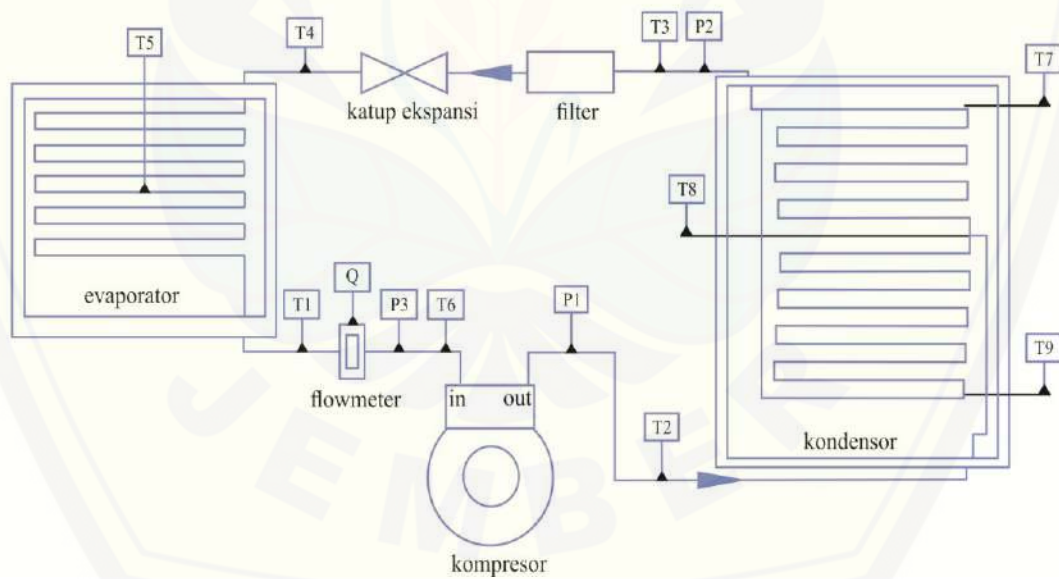 T5
T4
T3
P2
T7
katup ekspansi
filter
T8
evaporator
T1
Q
P3
T6
P1
flowmeter
in
out
T9
T2
kondensor
kompresor
JEMBER